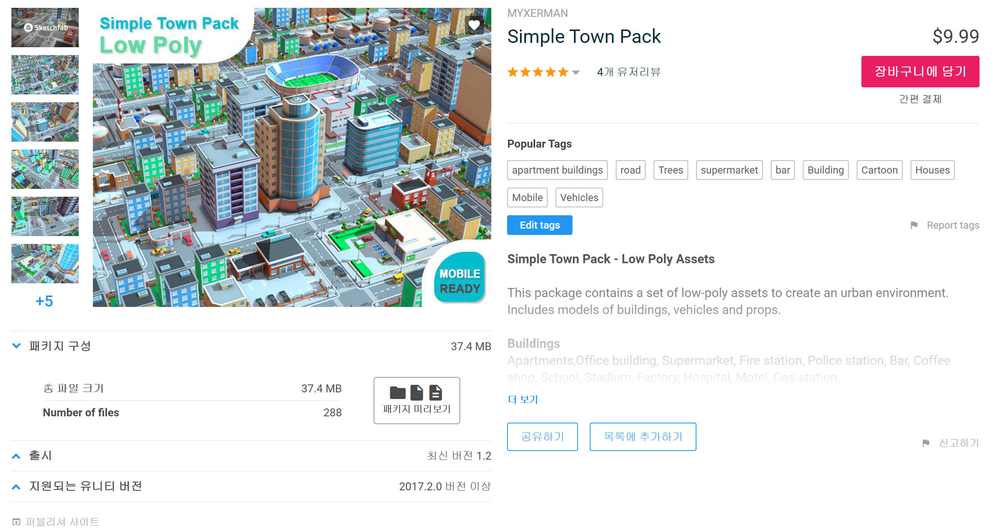 Sketchfab
Simple Town Pack
Low Poly
HOSPITAL
motel
MOBILE
READY
+5
패키지 구성
37.4 MB
총 파일 크기
37.4 MB
Number of files
288
패키지 미리보기
출시
최신 버전 1.2
지원되는 유니티 버전
2017.2.0 버전 이상
퍼블리셔 사이트
MYXERMAN
Simple Town Pack
$9.99
4개 유저리뷰
장바구니에 담기
간편 결제
Popular Tags
apartment buildings road Trees supermarket bar Building Cartoon Houses
Mobile Vehicles
Edit tags
Report tags
Simple Town Pack - Low Poly Assets
This package contains a set of low-poly assets to create an urban environment.
Includes models of buildings, vehicles and props.
Buildings
Apartments,Office building, Supermarket, Fire station, Police station, Bar, Coffee
shop, School, Stadium, Factory, Hospital, Motel, Gas station.
더 보기
공유하기
목록에 추가하기
신고하기